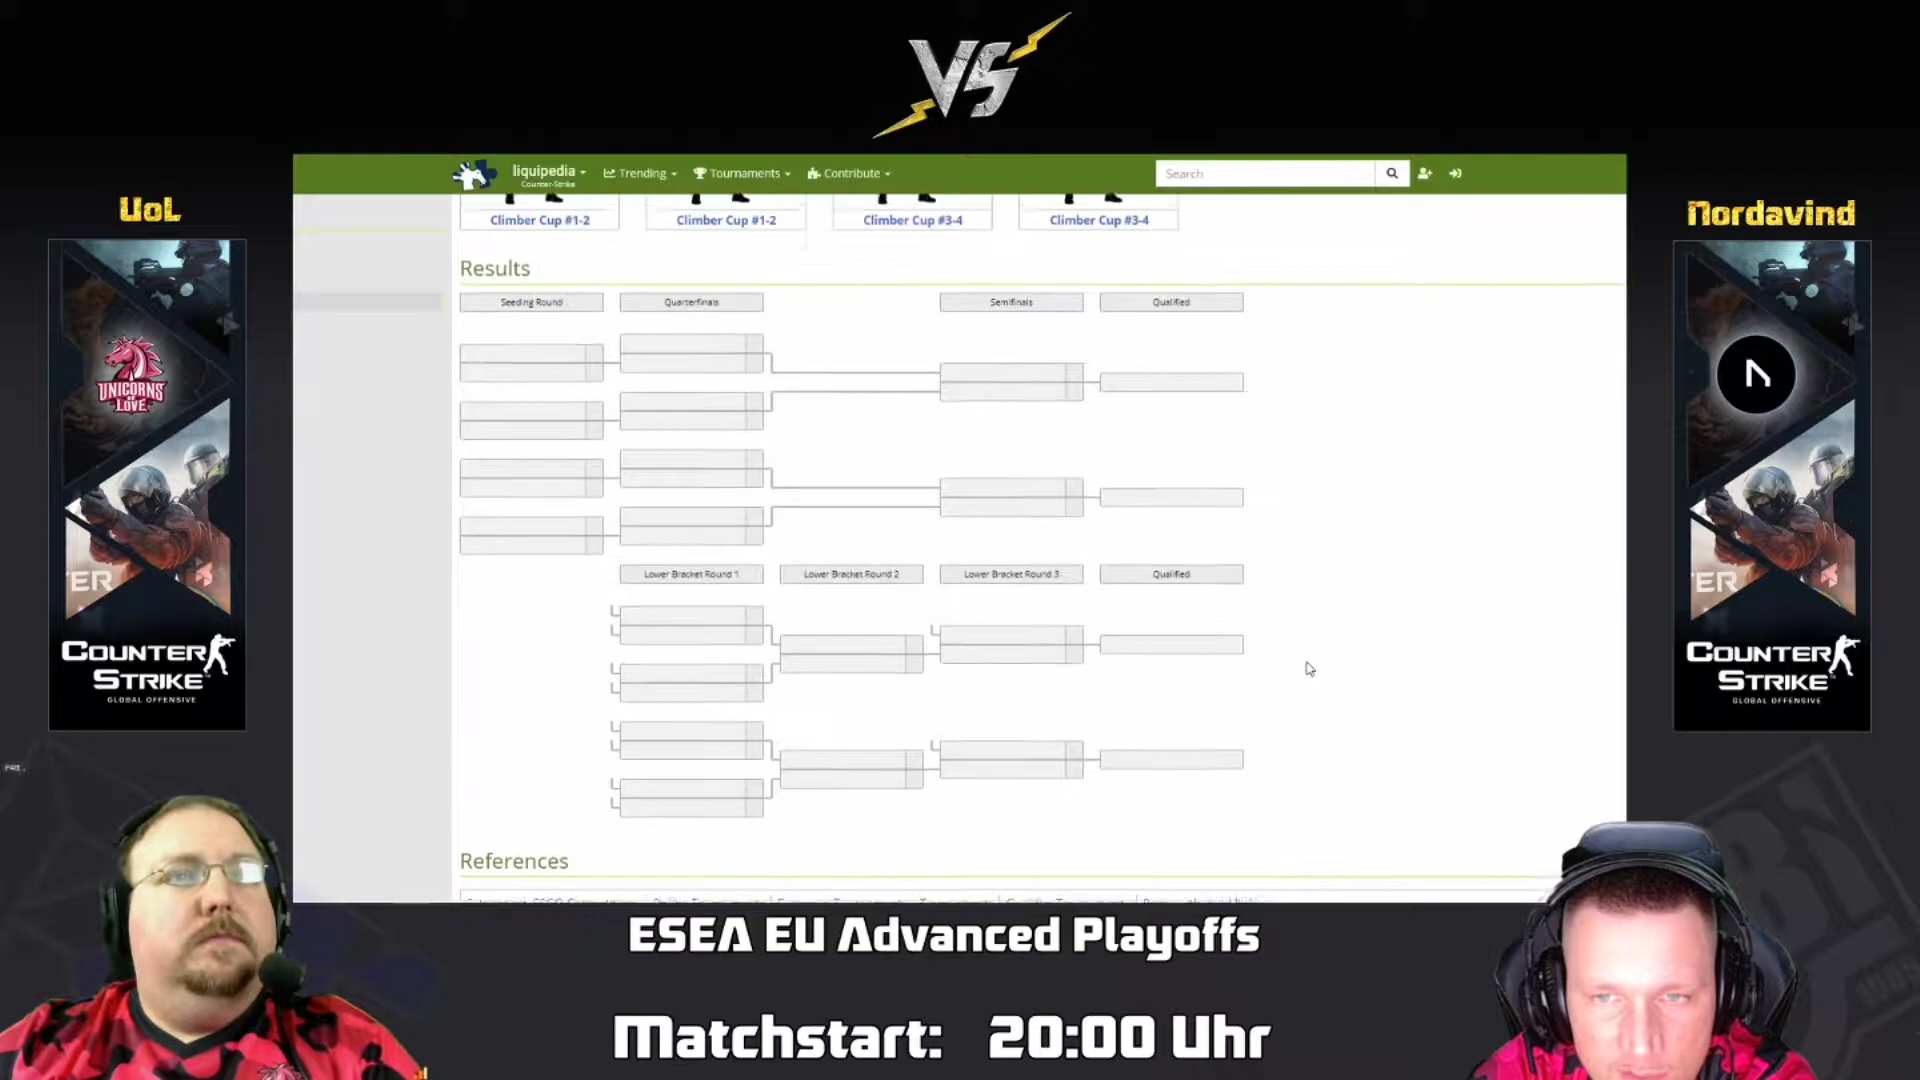 VS
UoL
Nordavind
liquipedia
Counter-Strike
Trending
Tournaments
Contribute
Search
Climber Cup #1-2
Climber Cup #1-2
Climber Cup #3-4
Climber Cup #3-4
Results
Seeding Round
Quarterfinals
Semifinals
Qualified
Lower Bracket Round 1
Lower Bracket Round 2
Lower Bracket Round 3
Qualified
References
UNICORNS
OF
LOVE
COUNTER
STRIKE
GLOBAL OFFENSIVE
COUNTER
STRIKE
GLOBAL OFFENSIVE
ESEA EU Advanced Playoffs
Matchstart: 20:00 Uhr